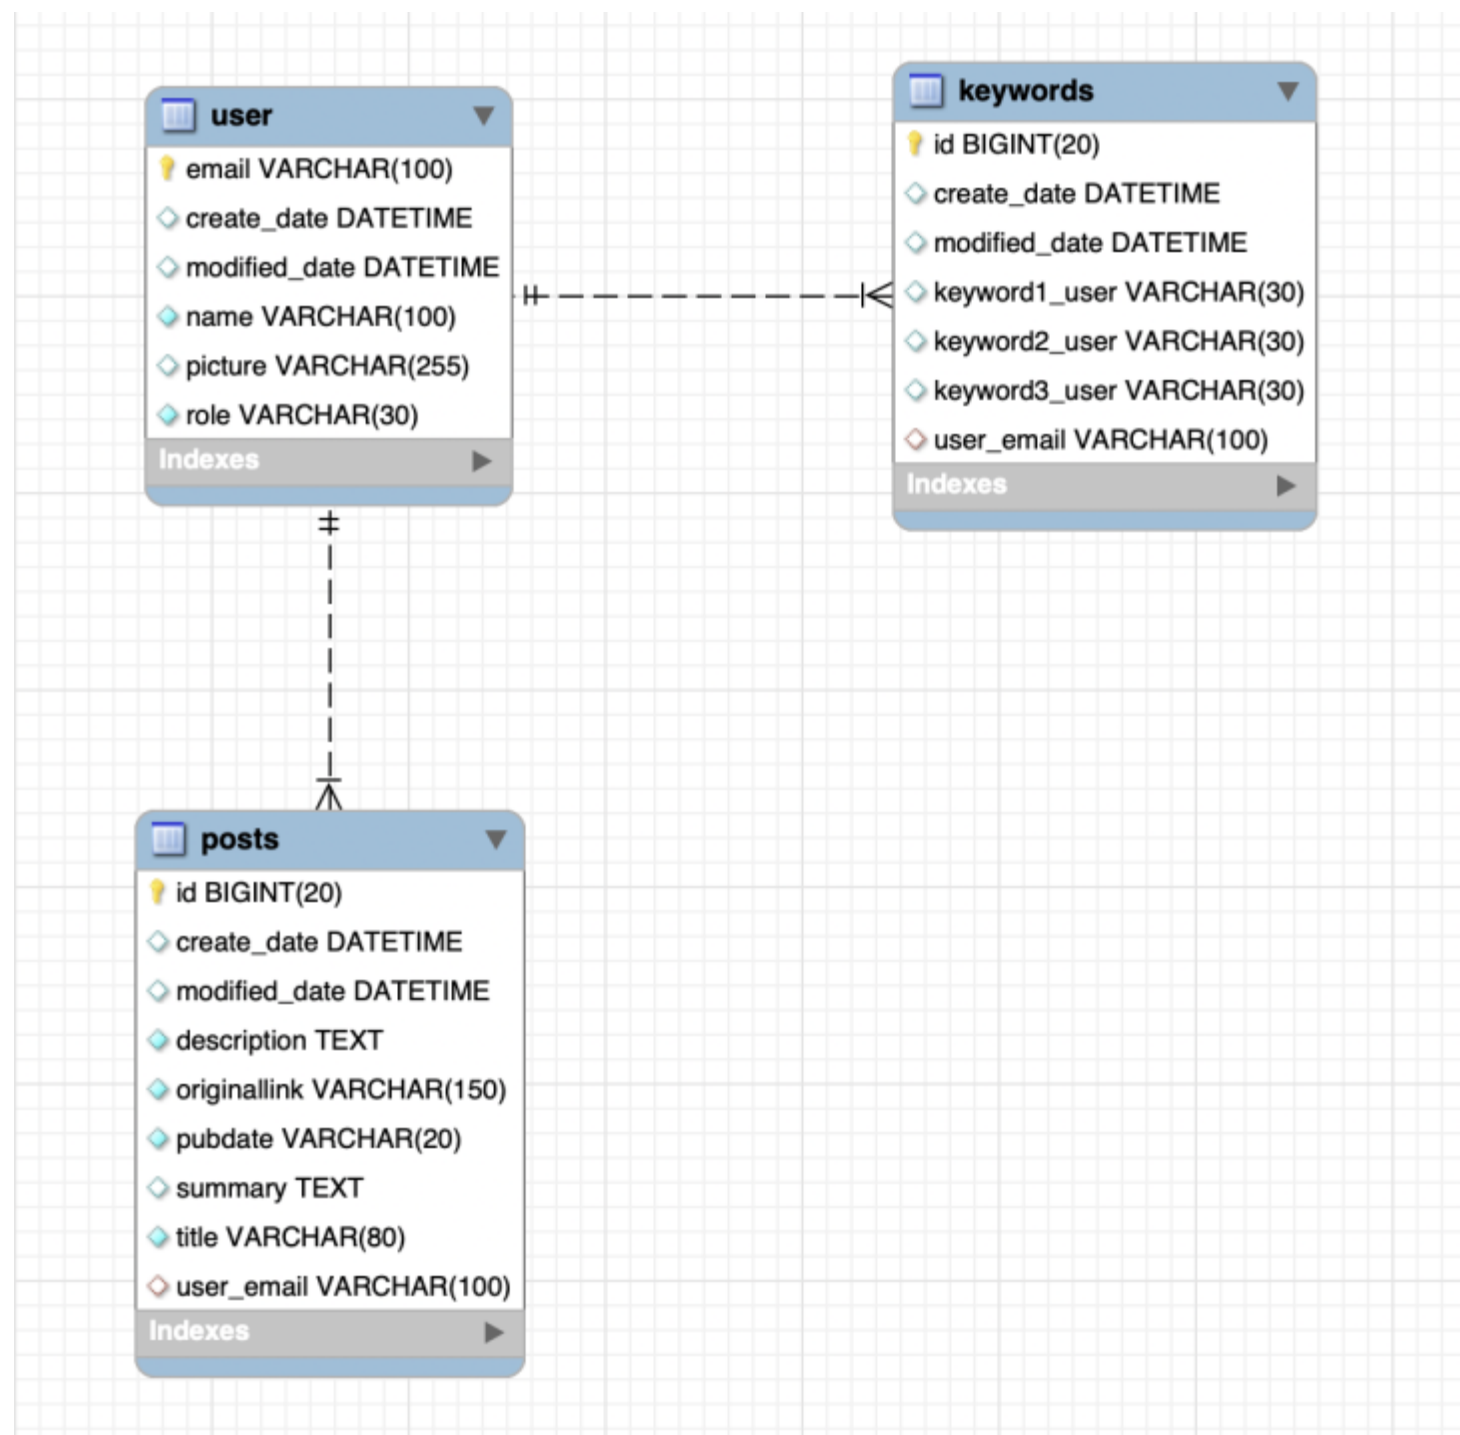 user
email VARCHAR(100)
create_date DATETIME
modified_date DATETIME
name VARCHAR(100)
picture VARCHAR(255)
role VARCHAR(30)
Indexes
keywords
id BIGINT(20)
create_date DATETIME
modified_date DATETIME
keyword1_user VARCHAR(30)
keyword2_user VARCHAR(30)
keyword3_user VARCHAR(30)
user_email VARCHAR(100)
Indexes
posts
id BIGINT(20)
create_date DATETIME
modified_date DATETIME
description TEXT
originallink VARCHAR(150)
pubdate VARCHAR(20)
summary TEXT
title VARCHAR(80)
user_email VARCHAR(100)
Indexes